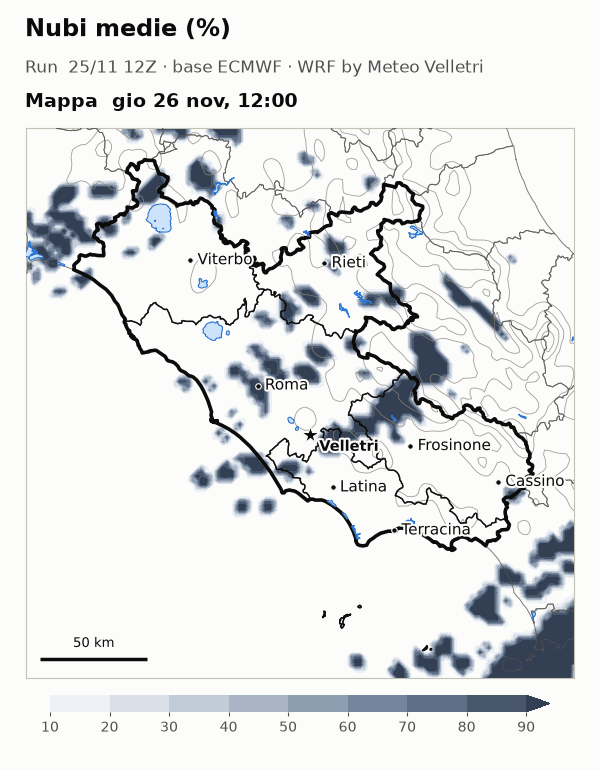 Nubi medie (%)
Run  25/11 12Z · base ECMWF · WRF by Meteo Velletri
Mappa  gio 26 nov, 12:00
Viterbo
Rieti
Roma
Velletri
Frosinone
Cassino
Latina
Terracina
50 km
10 20 30 40 50 60 70 80 90